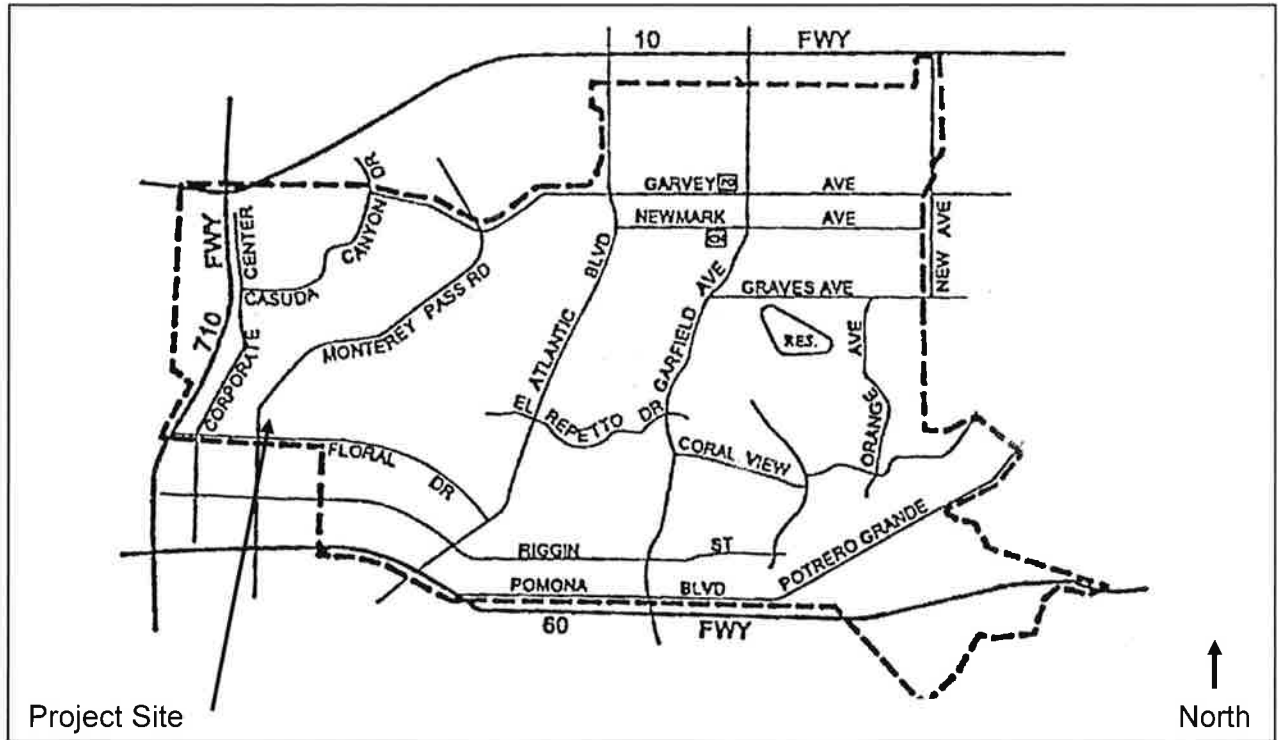 10 FWY
CANYON DR
GARVEY AVE
NEWMARK AVE
FWY
710
CORPORATE CENTER
CASUDA
MONTEREY PASS RD
ATLANTIC BLVD
GARFIELD AVE
GRAVES AVE
NEW AVE
RES.
ORANGE AVE
EL REPETTO DR
CORAL VIEW
FLORAL DR
RIGGIN ST
POTRERO GRANDE
POMONA BLVD
60 FWY
Project Site
North